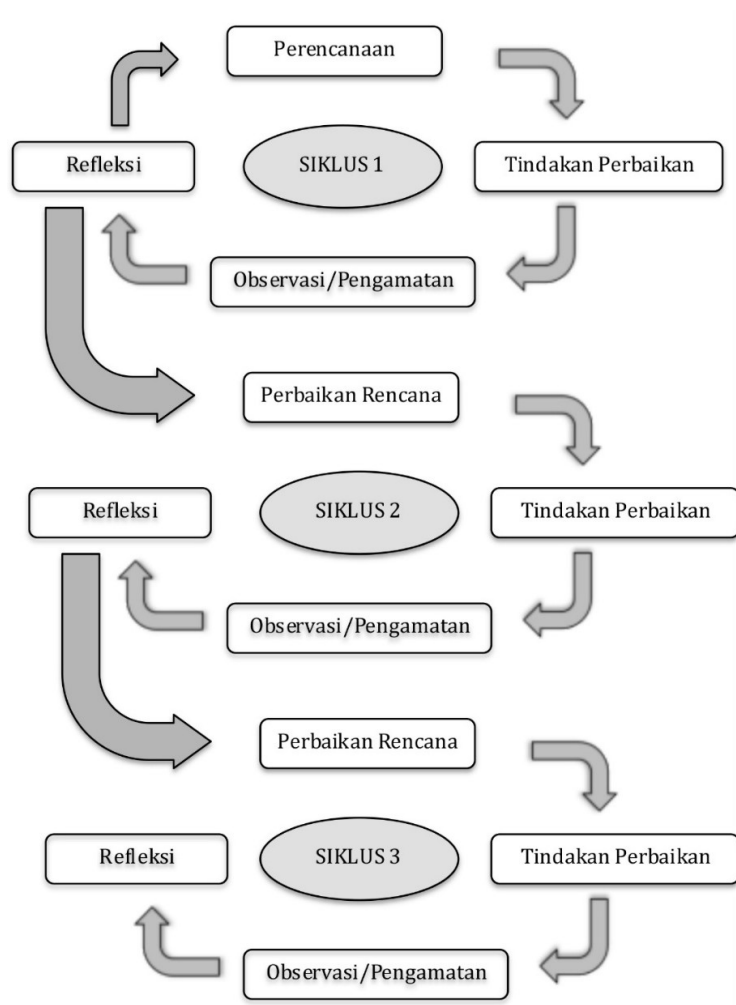 Perencanaan
Refleksi
SIKLUS 1
Tindakan Perbaikan
Observasi/Pengamatan
Perbaikan Rencana
Refleksi
SIKLUS 2
Tindakan Perbaikan
Observasi/Pengamatan
Perbaikan Rencana
Refleksi
SIKLUS 3
Tindakan Perbaikan
Observasi/Pengamatan